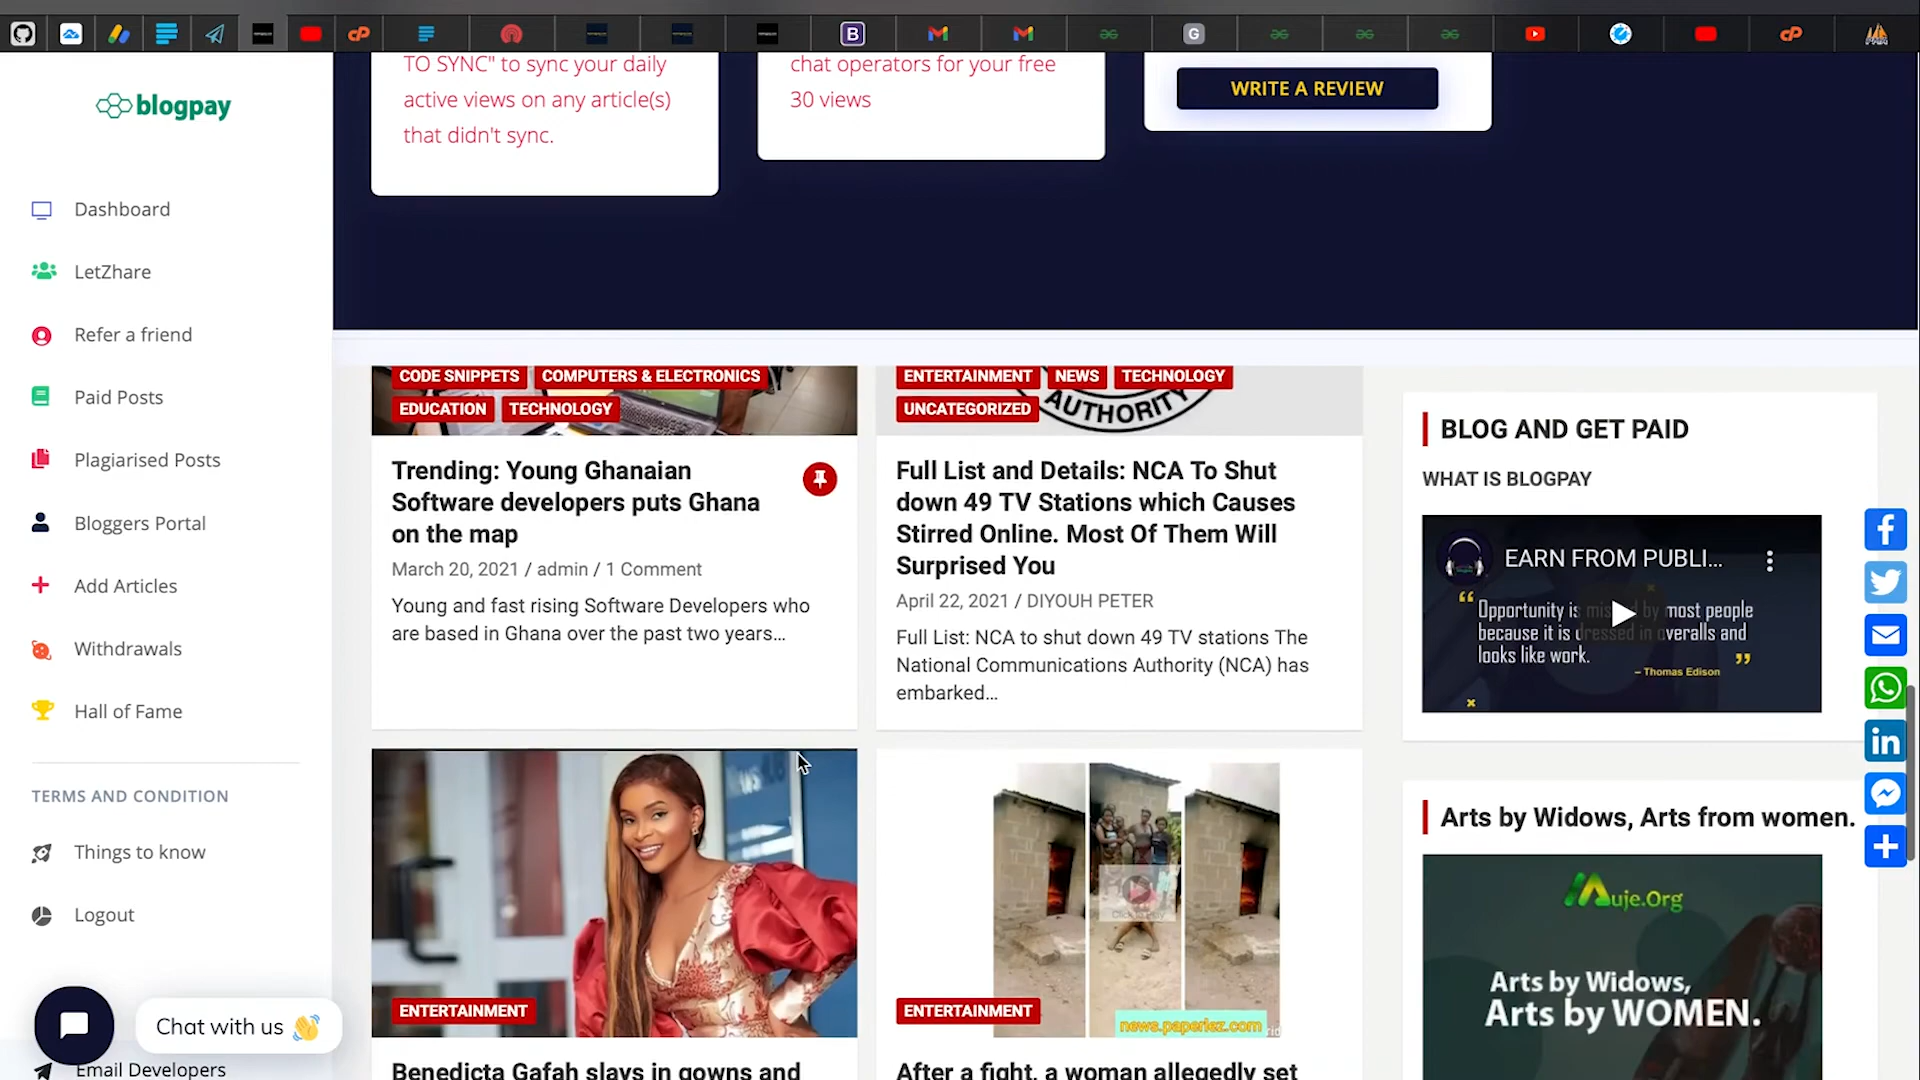 blogpay
Dashboard
LetZhare
Refer a friend
Paid Posts
Plagiarised Posts
Bloggers Portal
Add Articles
Withdrawals
Hall of Fame
TERMS AND CONDITION
Things to know
Logout
Chat with us 👋
Email Developers
TO SYNC" to sync your daily
active views on any article(s)
that didn't sync.
chat operators for your free
30 views
WRITE A REVIEW
CODE SNIPPETS COMPUTERS & ELECTRONICS
EDUCATION TECHNOLOGY
Trending: Young Ghanaian
Software developers puts Ghana
on the map
March 20, 2021 / admin / 1 Comment
Young and fast rising Software Developers who
are based in Ghana over the past two years...
AUTHORITY
ENTERTAINMENT NEWS TECHNOLOGY
UNCATEGORIZED
Full List and Details: NCA To Shut
down 49 TV Stations which Causes
Stirred Online. Most Of Them Will
Surprised You
April 22, 2021 / DIYOUH PETER
Full List: NCA to shut down 49 TV stations The
National Communications Authority (NCA) has
embarked...
ENTERTAINMENT
Benedicta Gafah slays in gowns and
Click to Play
news.paperlez.com
ENTERTAINMENT
After a fight, a woman allegedly set
BLOG AND GET PAID
WHAT IS BLOGPAY
EARN FROM PUBLI...
“ Opportunity is missed by most people
because it is dressed in overalls and
looks like work. ”
– Thomas Edison
Arts by Widows, Arts from women.
Auje.Org
Arts by Widows,
Arts by WOMEN.